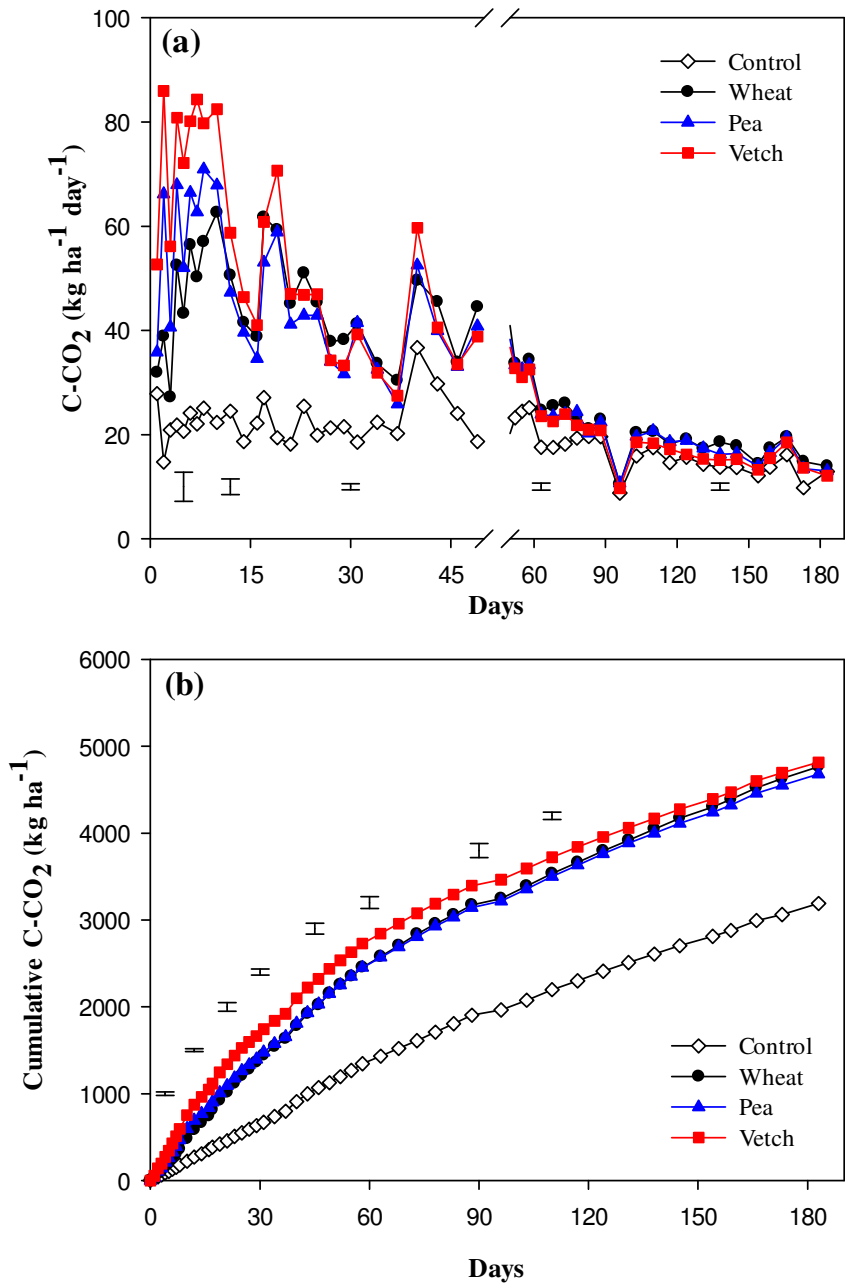 (a)
100
80
60
40
20
0
C-CO₂ (kg ha⁻¹ day⁻¹)
Control
Wheat
Pea
Vetch
0 15 30 45 60 90 120 150 180
Days
(b)
6000
5000
4000
3000
2000
1000
0
Cumulative C-CO₂ (kg ha⁻¹)
Control
Wheat
Pea
Vetch
0 30 60 90 120 150 180
Days